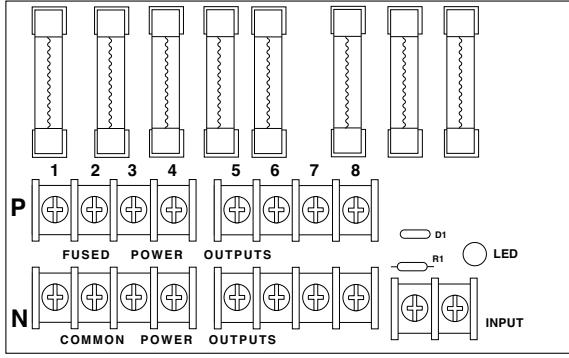 1 2 3 4 5 6 7 8
P
FUSED POWER OUTPUTS
D1
LED
R1
N
INPUT
COMMON POWER OUTPUTS